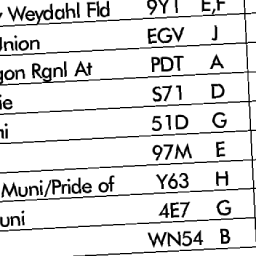 Weydahl Fld 9Y1 E,F
Union EGV J
gon Rgnl At PDT A
ie S71 D
ni 51D G
97M E
Muni/Pride of Y63 H
uni 4E7 G
WN54 B